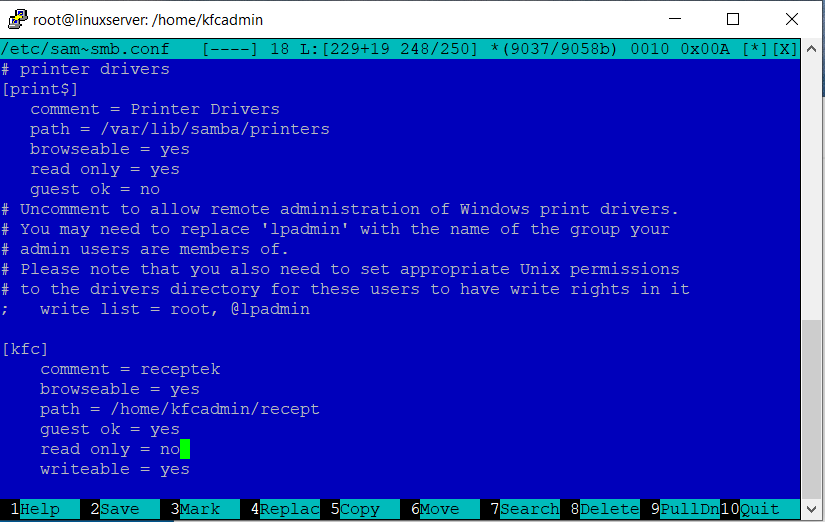 root@linuxserver: /home/kfcadmin
/etc/sam~smb.conf [----] 18 L:[229+19 248/250] *(9037/9058b) 0010 0x00A [*][X]
# printer drivers
[print$]
comment = Printer Drivers
path = /var/lib/samba/printers
browseable = yes
read only = yes
guest ok = no
# Uncomment to allow remote administration of Windows print drivers.
# You may need to replace 'lpadmin' with the name of the group your
# admin users are members of.
# Please note that you also need to set appropriate Unix permissions
# to the drivers directory for these users to have write rights in it
; write list = root, @lpadmin
[kfc]
comment = receptek
browseable = yes
path = /home/kfcadmin/recept
guest ok = yes
read only = no
writeable = yes
1Help 2Save 3Mark 4Replac 5Copy 6Move 7Search 8Delete 9PullDn 10Quit